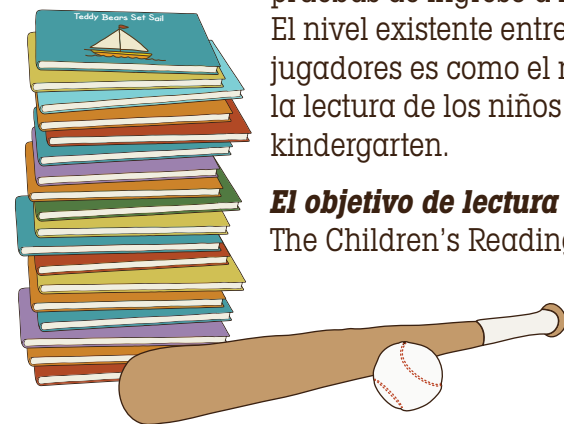 Teddy Bears Set Sail
El nivel existente entre
jugadores es como el
la lectura de los niños
kindergarten.
El objetivo de lectura
The Children's Reading